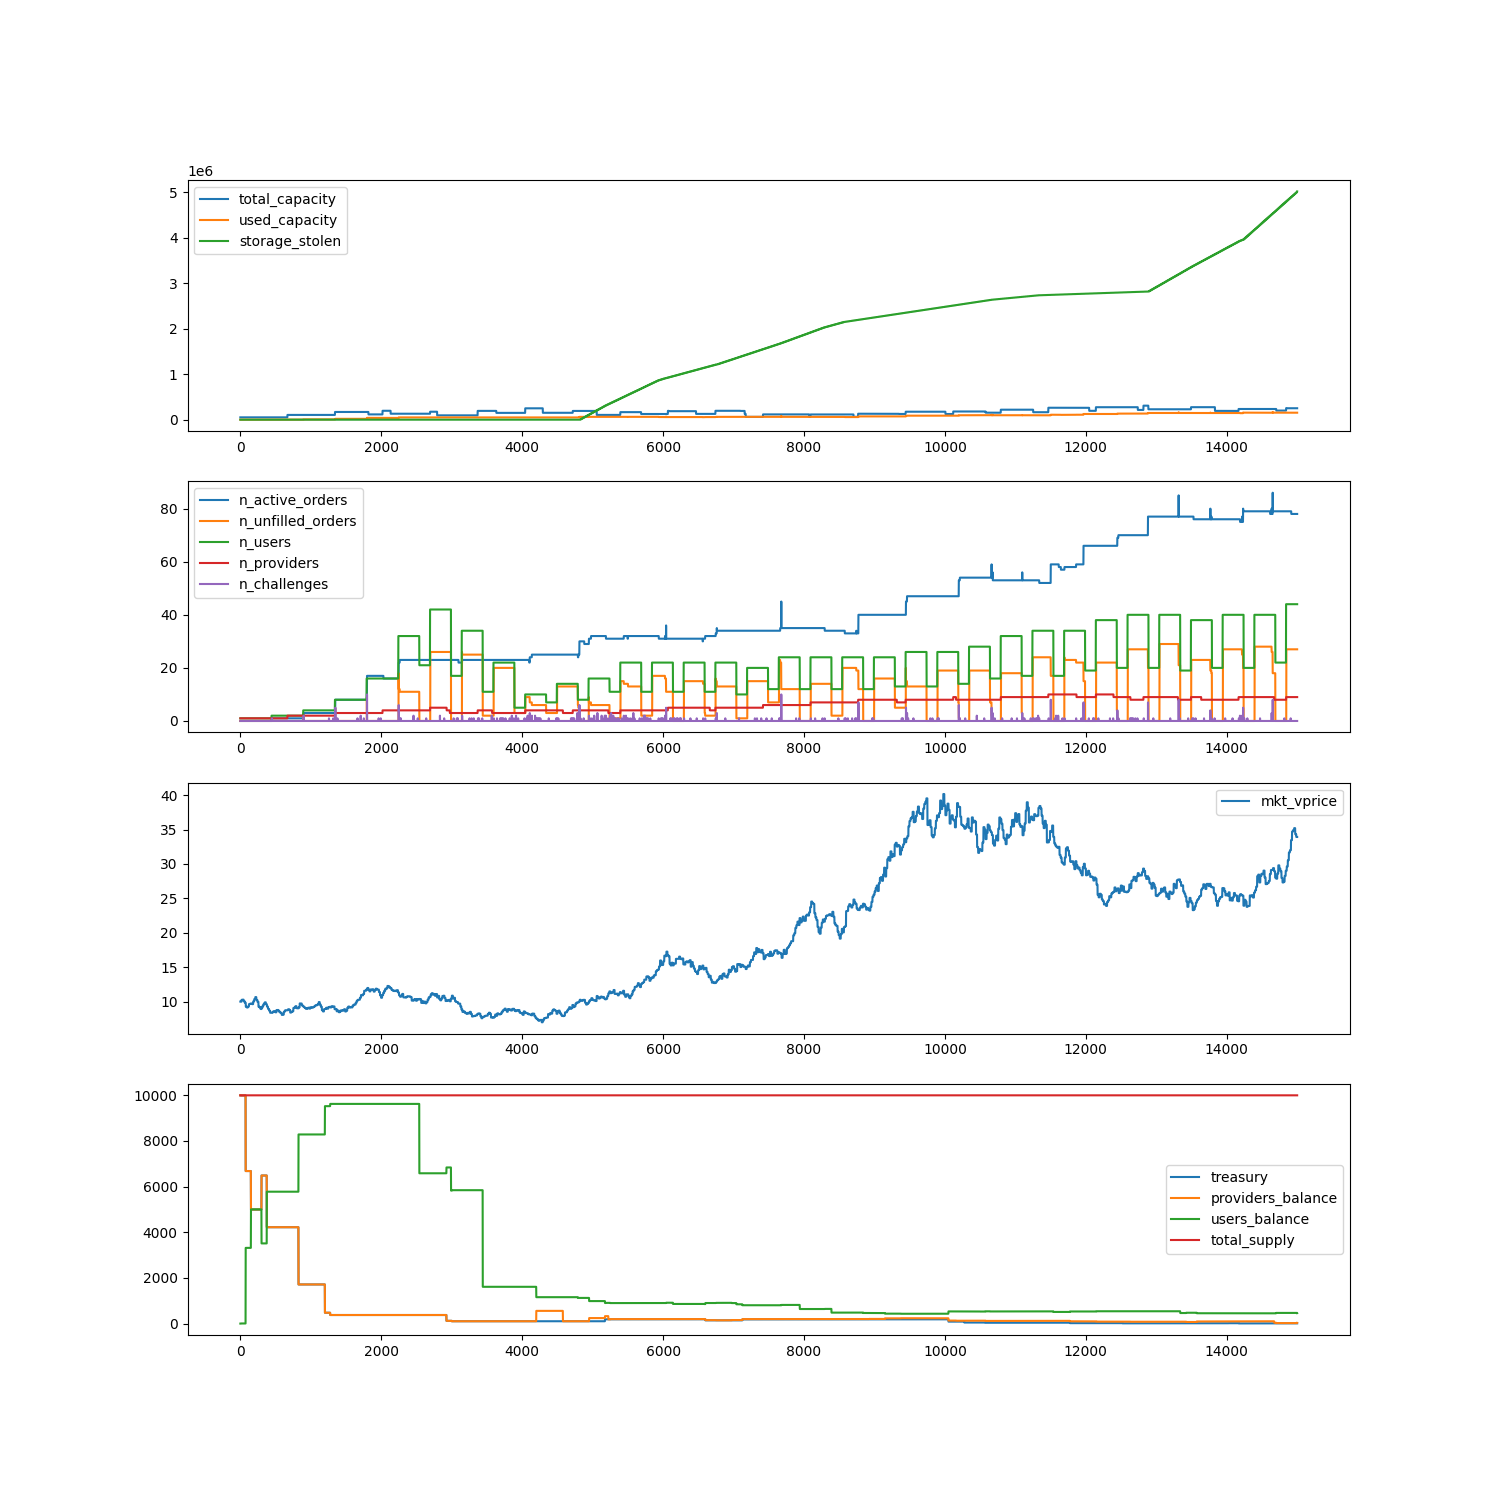 1e6
5
4
3
2
1
0
total_capacity
used_capacity
storage_stolen
0 2000 4000 6000 8000 10000 12000 14000
80
60
40
20
0
n_active_orders
n_unfilled_orders
n_users
n_providers
n_challenges
0 2000 4000 6000 8000 10000 12000 14000
40
35
30
25
20
15
10
mkt_vprice
0 2000 4000 6000 8000 10000 12000 14000
10000
8000
6000
4000
2000
0
treasury
providers_balance
users_balance
total_supply
0 2000 4000 6000 8000 10000 12000 14000